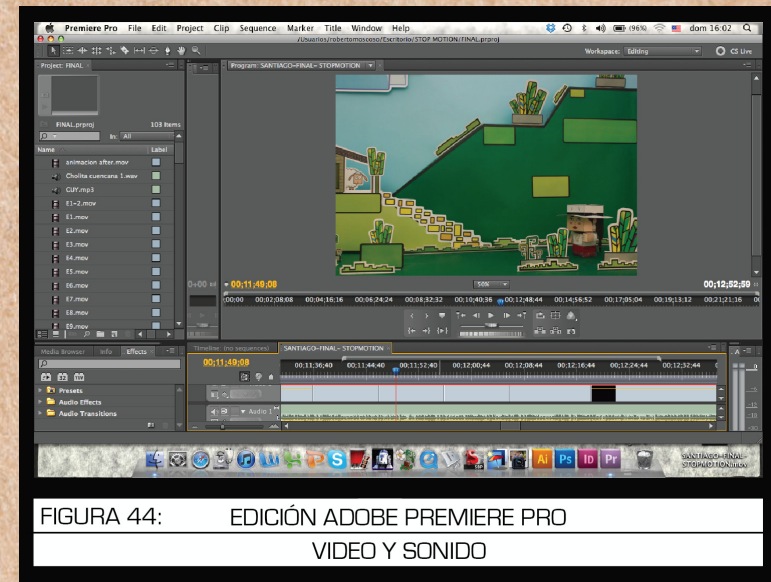 Premiere Pro File Edit Project Clip Sequence Marker Title Window Help (96%) dom 16:02
/Usuarios/robertomoscoso/Escritorio/STOP MOTION/FINAL.prproj
Workspace: Editing CS Live
Project: FINAL
Program: SANTIAGO-FINAL- STOPMOTION
FINAL.prproj 103 Items
In: All
Name Label
animacion after.mov
Cholita cuencana 1.wav
CUY.mp3
E1-2.mov
E1.mov
E2.mov
E3.mov
E4.mov
E5.mov
E6.mov
E7.mov
E8.mov
E9.mov
00;11;49;08 50% 00;12;52;59
00;02;08;08 00;04;16;16 00;06;24;24 00;08;32;32 00;10;40;36 00;12;48;44 00;14;56;52 00;17;05;04 00;19;13;12 00;21;21;16
Media Browser Info Effects
Timeline: (no sequences) SANTIAGO-FINAL- STOPMOTION
00;11;49;08
00;11;36;40 00;11;44;40 00;11;52;40 00;12;00;44 00;12;08;44 00;12;16;44 00;12;24;44 00;12;32;44
Presets
Audio Effects
Audio Transitions
Audio 1
Ai Ps Id Pr
SANTIAGO-FINAL-
STOPMOTION.mov
FIGURA 44: EDICIÓN ADOBE PREMIERE PRO
VIDEO Y SONIDO